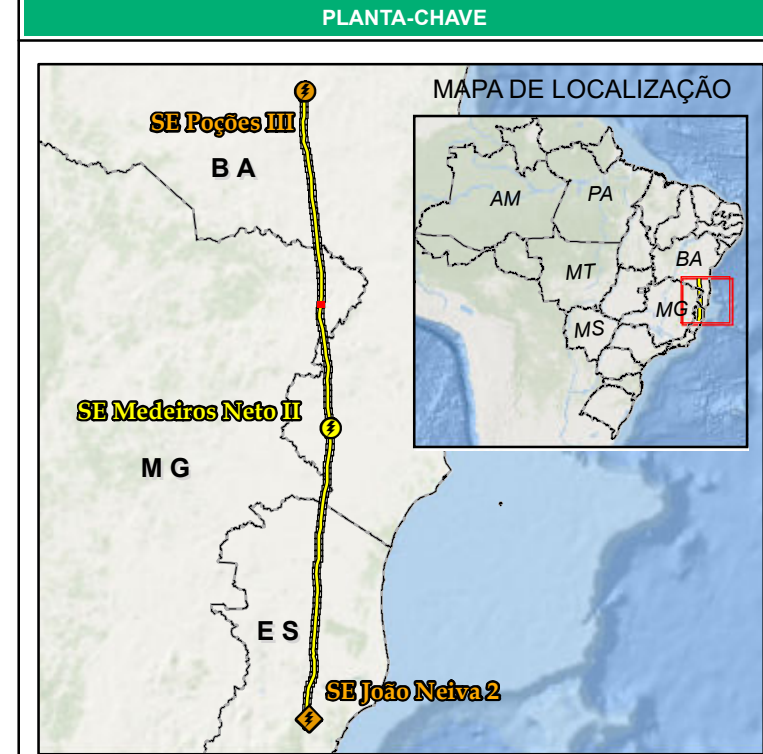 PLANTA-CHAVE
MAPA DE LOCALIZAÇÃO
SE Poções III
B A
AM
PA
BA
MT
MG
MS
SE Medeiros Neto II
M G
E S
SE João Neiva 2